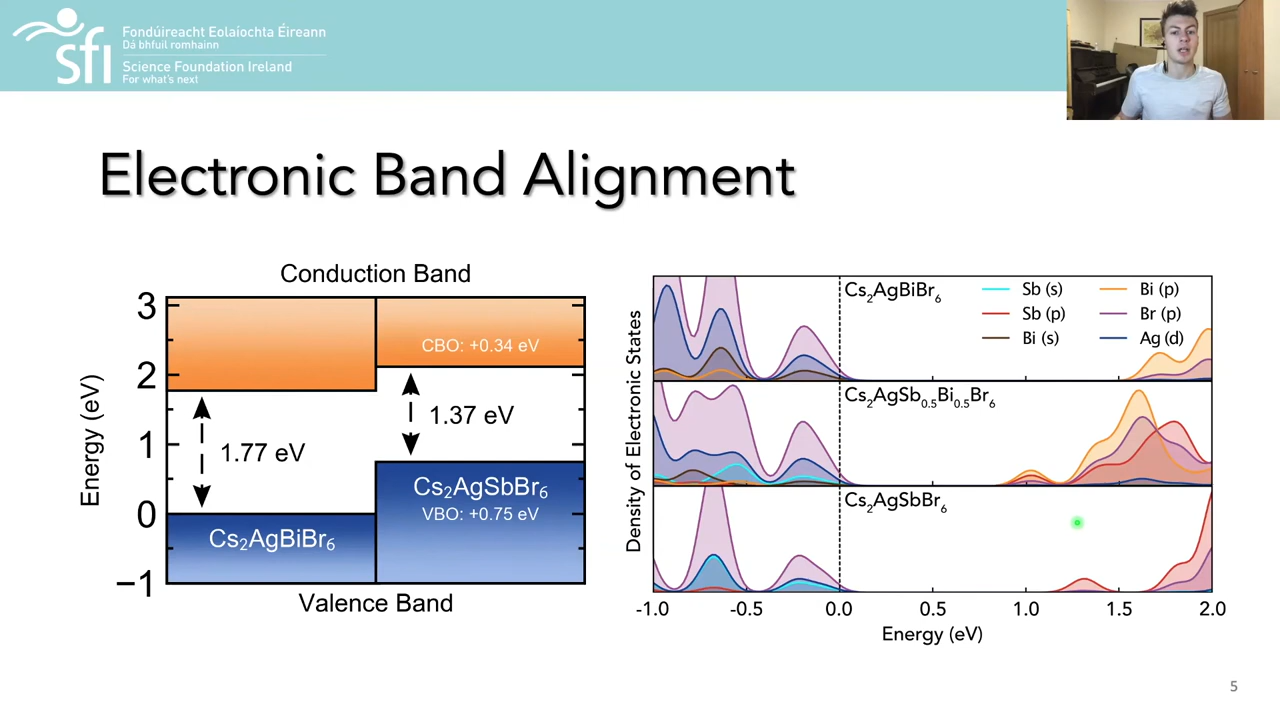 Fondúireacht Eolaíochta Éireann
Dá bhfuil romhainn
sfi
Science Foundation Ireland
For what's next
Electronic Band Alignment
Conduction Band
Energy (eV)
3
2
1
0
−1
CBO: +0.34 eV
1.77 eV
1.37 eV
Cs₂AgBiBr₆
Cs₂AgSbBr₆
VBO: +0.75 eV
Valence Band
Density of Electronic States
Cs₂AgBiBr₆
Sb (s)
Bi (p)
Sb (p)
Br (p)
Bi (s)
Ag (d)
Cs₂AgSb₀.₅Bi₀.₅Br₆
Cs₂AgSbBr₆
-1.0 -0.5 0.0 0.5 1.0 1.5 2.0
Energy (eV)
5